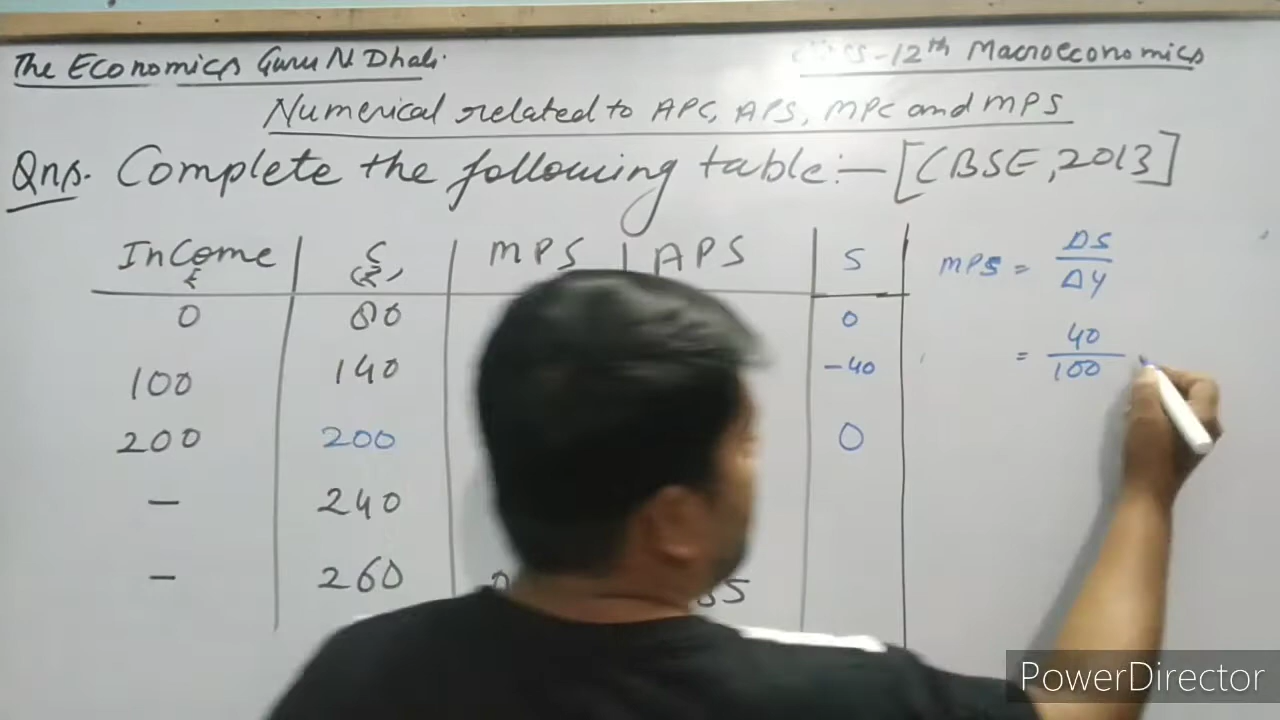 The Economics Guru N Dhali.
-12th Macroeconomics
Numerical related to APC, APS, MPC and MPS
Qns. Complete the following table:— [CBSE, 2013]
Income ₹ | C (₹) | MPS | APS | S
0 80 0
100 140 -40
200 200 0
— 240
— 260
MPS = ΔS/ΔY
= 40/100
PowerDirector